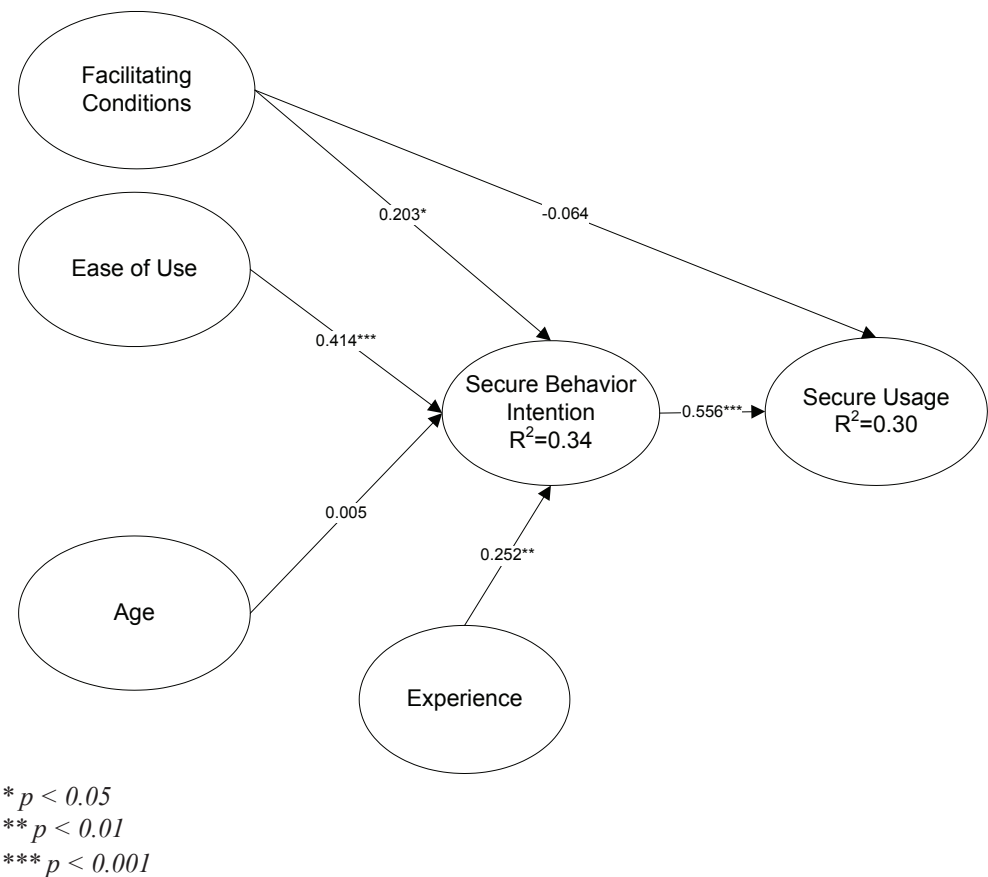 Facilitating
Conditions
0.203*
-0.064
Ease of Use
0.414***
Secure Behavior
Intention
R²=0.34
0.556***
Secure Usage
R²=0.30
0.005
0.252**
Age
Experience
* p < 0.05
** p < 0.01
*** p < 0.001